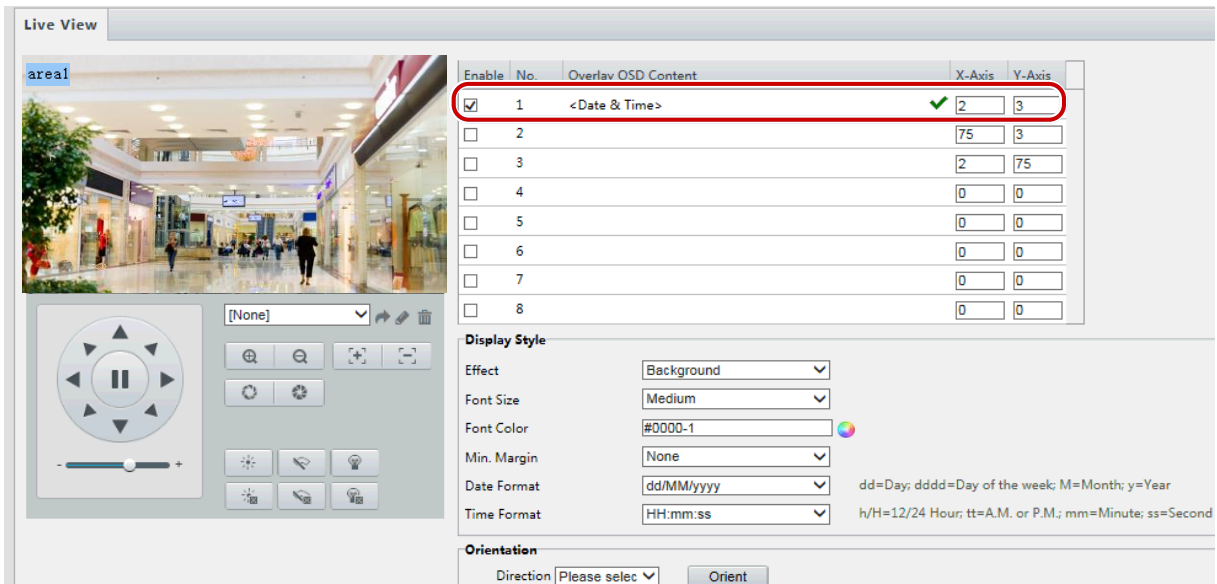 Live View
area1
Enable No. Overlay OSD Content X-Axis Y-Axis
1 <Date & Time> 2 3
2 75 3
3 2 75
4 0 0
5 0 0
6 0 0
7 0 0
8 0 0
[None]
- +
Display Style
Effect Background
Font Size Medium
Font Color #0000-1
Min. Margin None
Date Format dd/MM/yyyy dd=Day; dddd=Day of the week; M=Month; y=Year
Time Format HH:mm:ss h/H=12/24 Hour; tt=A.M. or P.M.; mm=Minute; ss=Second
Orientation
Direction Please selec Orient